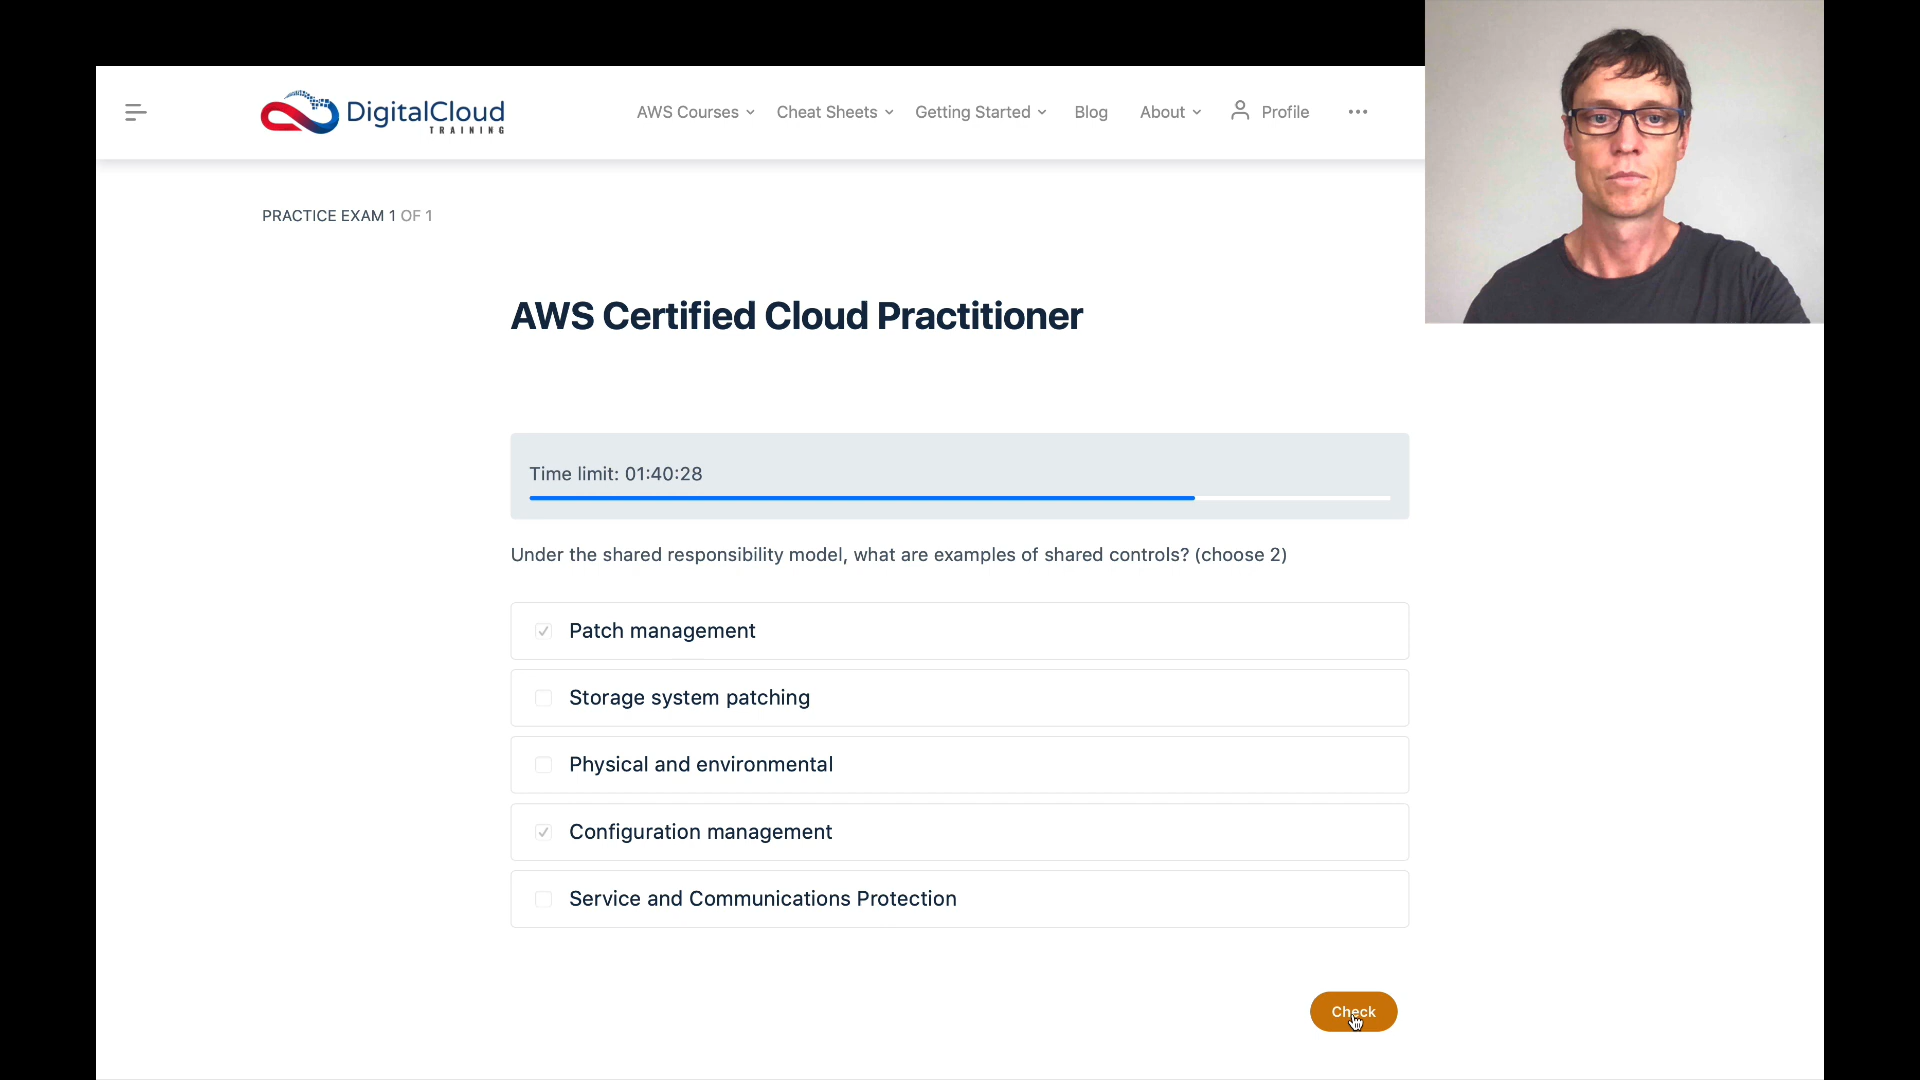 DigitalCloud
TRAINING
AWS Courses
Cheat Sheets
Getting Started
Blog
About
Profile
PRACTICE EXAM 1 OF 1
AWS Certified Cloud Practitioner
Time limit: 01:40:28
Under the shared responsibility model, what are examples of shared controls? (choose 2)
Patch management
Storage system patching
Physical and environmental
Configuration management
Service and Communications Protection
Check